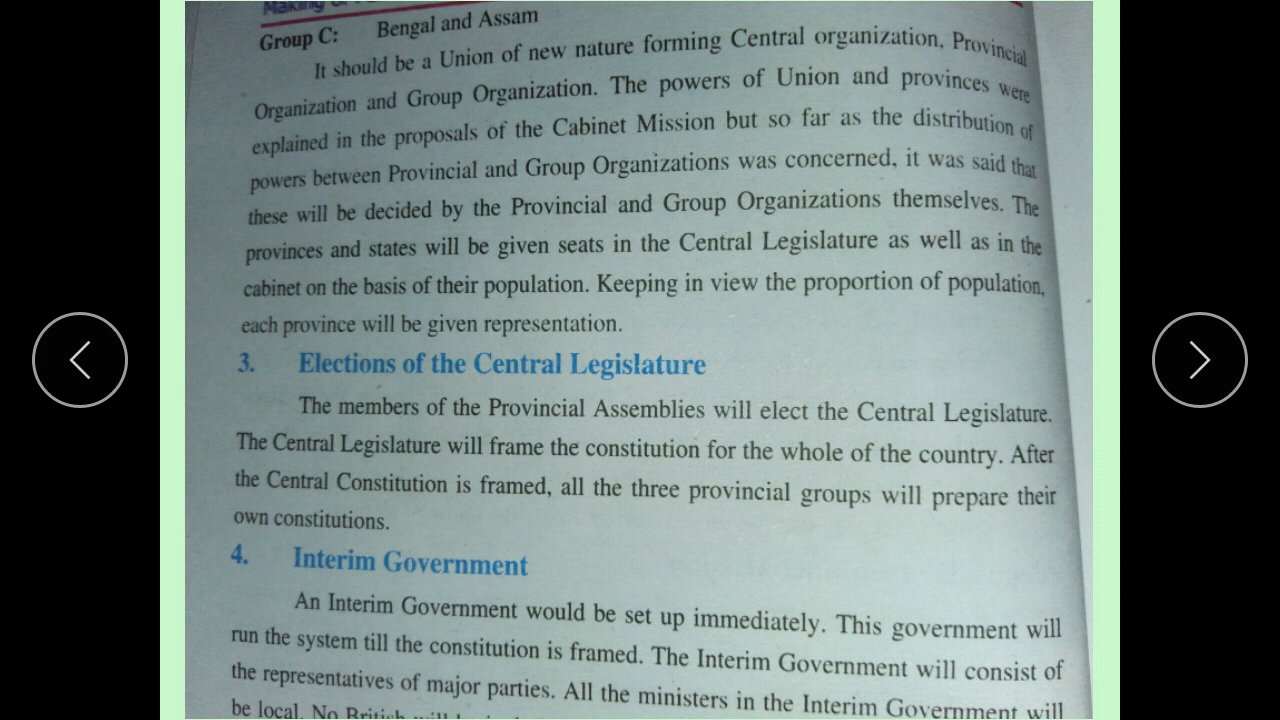 Making
Group C: Bengal and Assam
It should be a Union of new nature forming Central organization, Provincial
Organization and Group Organization. The powers of Union and provinces were
explained in the proposals of the Cabinet Mission but so far as the distribution of
powers between Provincial and Group Organizations was concerned, it was said that
these will be decided by the Provincial and Group Organizations themselves. The
provinces and states will be given seats in the Central Legislature as well as in the
cabinet on the basis of their population. Keeping in view the proportion of population,
each province will be given representation.
3. Elections of the Central Legislature
The members of the Provincial Assemblies will elect the Central Legislature.
The Central Legislature will frame the constitution for the whole of the country. After
the Central Constitution is framed, all the three provincial groups will prepare their
own constitutions.
4. Interim Government
An Interim Government would be set up immediately. This government will
run the system till the constitution is framed. The Interim Government will consist of
the representatives of major parties. All the ministers in the Interim Government will
be local. No British will